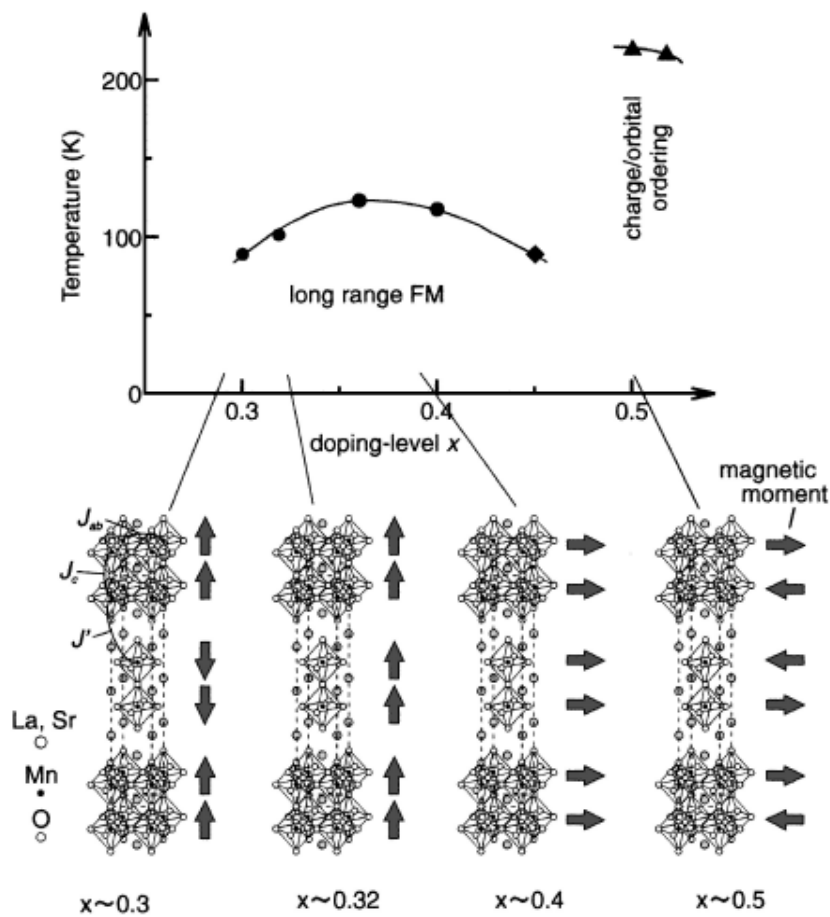 Temperature (K)
200
100
0
long range FM
charge/orbital
ordering
0.3
0.4
0.5
doping-level x
magnetic
moment
J_ab
J_c
J'
La, Sr
Mn
O
x~0.3
x~0.32
x~0.4
x~0.5